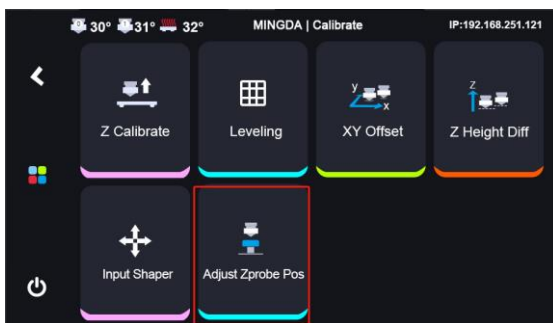 30° 31° 32° MINGDA | Calibrate IP:192.168.251.121
Z Calibrate Leveling XY Offset Z Height Diff
Input Shaper Adjust Zprobe Pos
y
x
Z